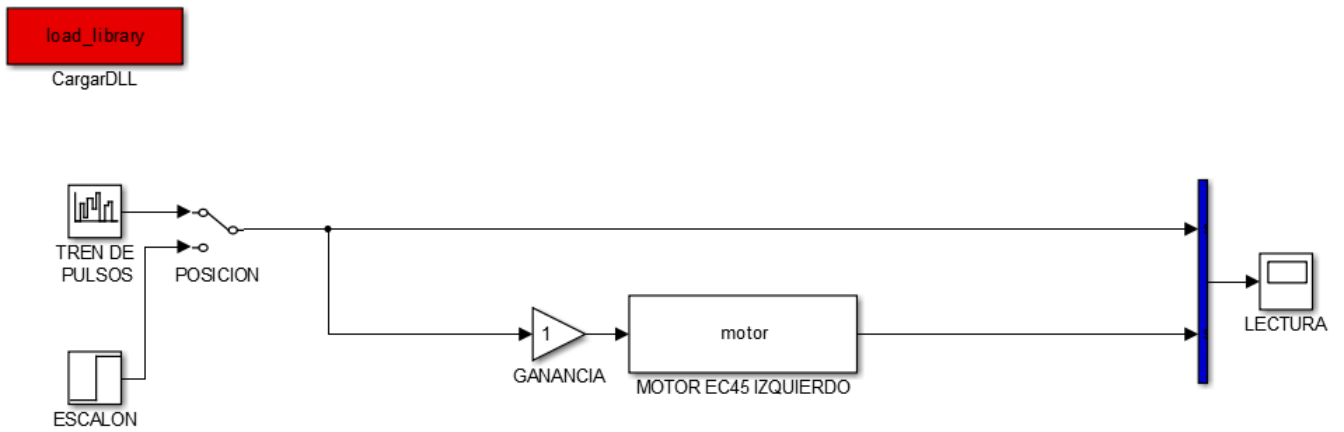 load_library
CargarDLL
TREN DE
PULSOS
POSICION
ESCALON
1
GANANCIA
motor
MOTOR EC45 IZQUIERDO
LECTURA